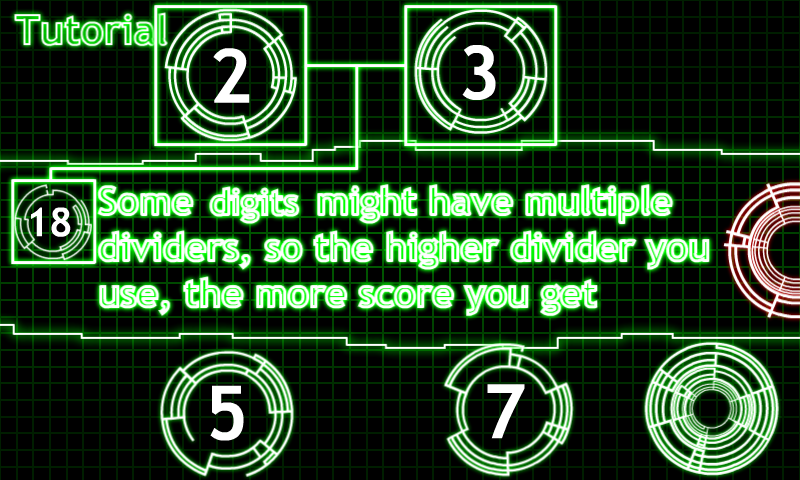 Tutorial
2
3
18
Some digits might have multiple
dividers, so the higher divider you
use, the more score you get
5
7